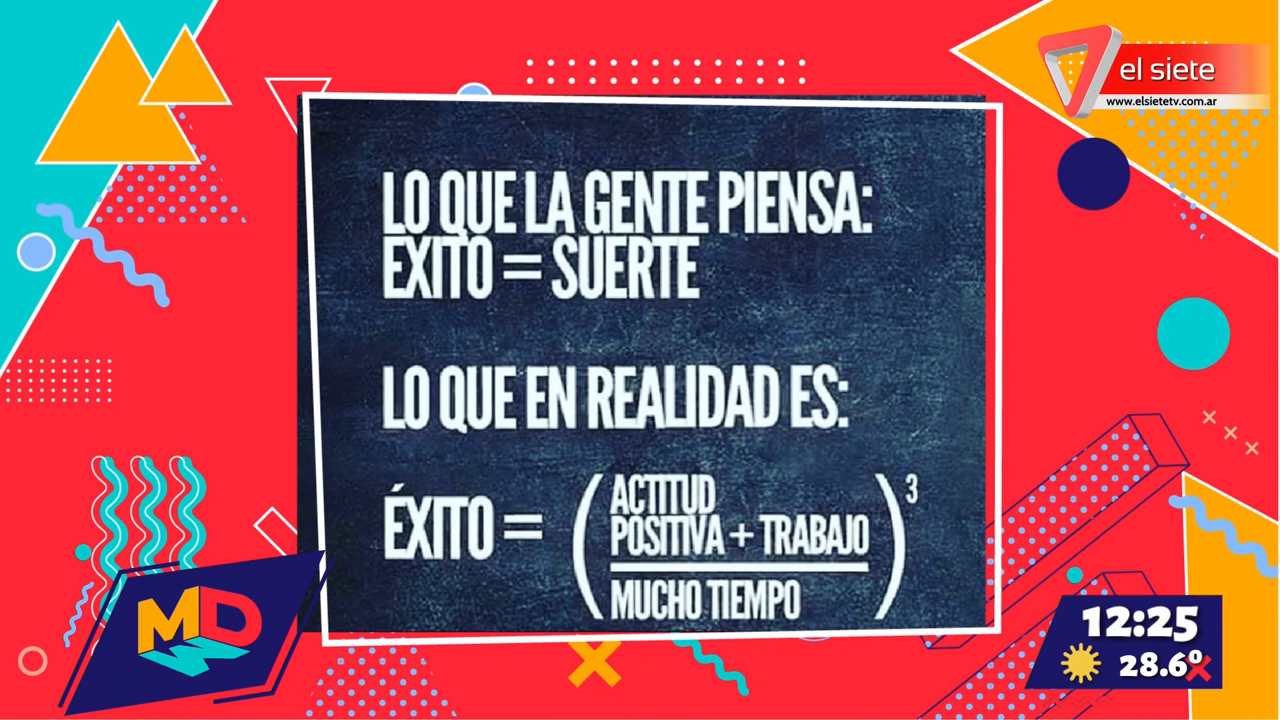 el siete
www.elsietetv.com.ar
LO QUE LA GENTE PIENSA:
EXITO = SUERTE
LO QUE EN REALIDAD ES:
ÉXITO = ( ACTITUD
POSITIVA + TRABAJO )3
MUCHO TIEMPO
MD
12:25
28.6º